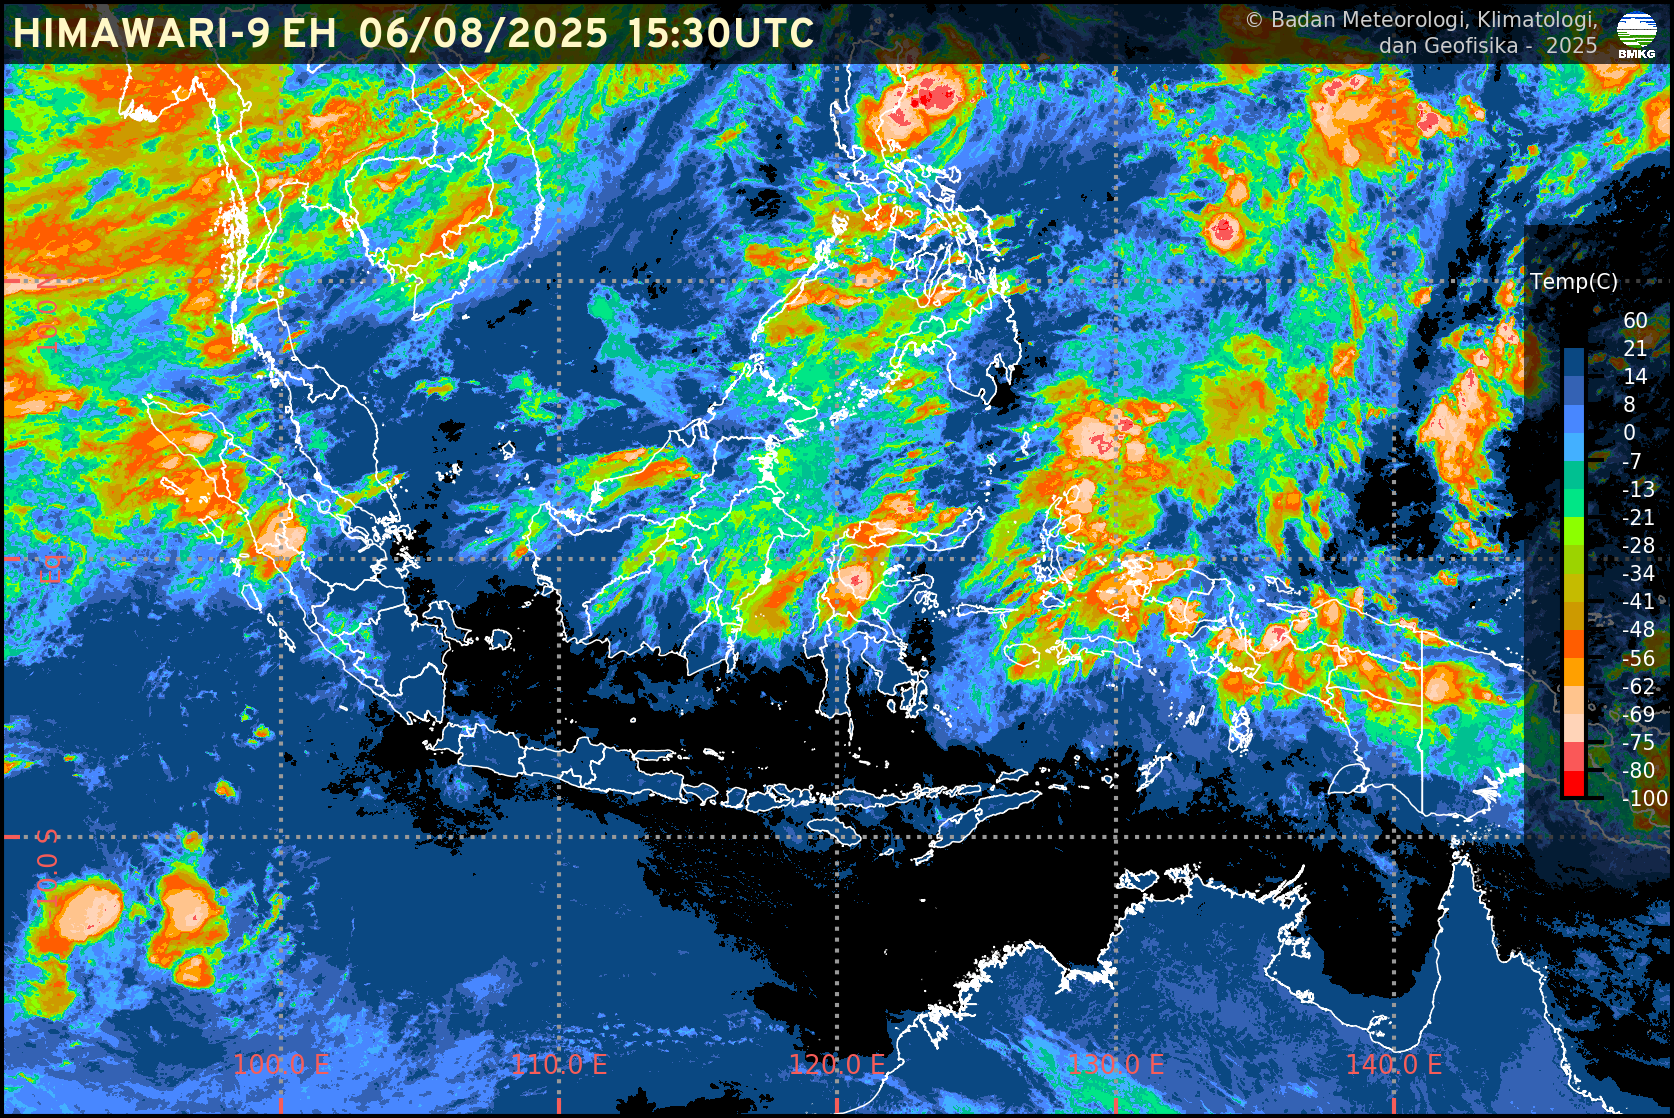 HIMAWARI-9 EH 06/08/2025 15:30UTC
© Badan Meteorologi, Klimatologi,
dan Geofisika - 2025
BMKG
Temp(C)
60
21
14
8
0
-7
-13
-21
-28
-34
-41
-48
-56
-62
-69
-75
-80
-100
10.0 N
Eq
10.0 S
100.0 E
110.0 E
120.0 E
130.0 E
140.0 E